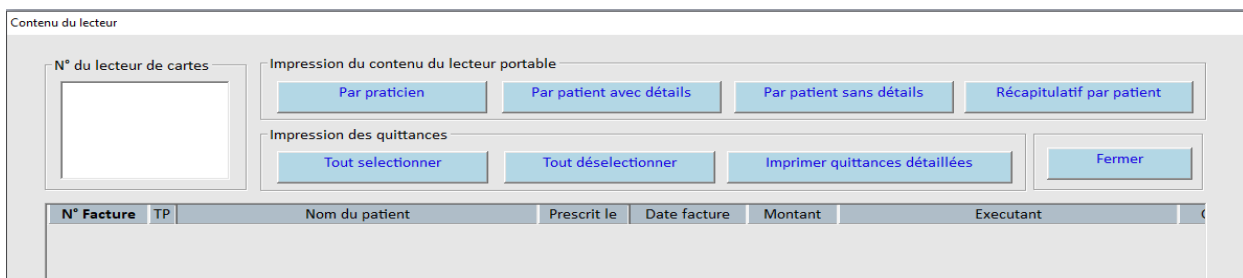 Contenu du lecteur
N° du lecteur de cartes
Impression du contenu du lecteur portable
Par praticien
Par patient avec détails
Par patient sans détails
Récapitulatif par patient
Impression des quittances
Tout selectionner
Tout déselectionner
Imprimer quittances détaillées
Fermer
N° Facture TP Nom du patient Prescrit le Date facture Montant Executant